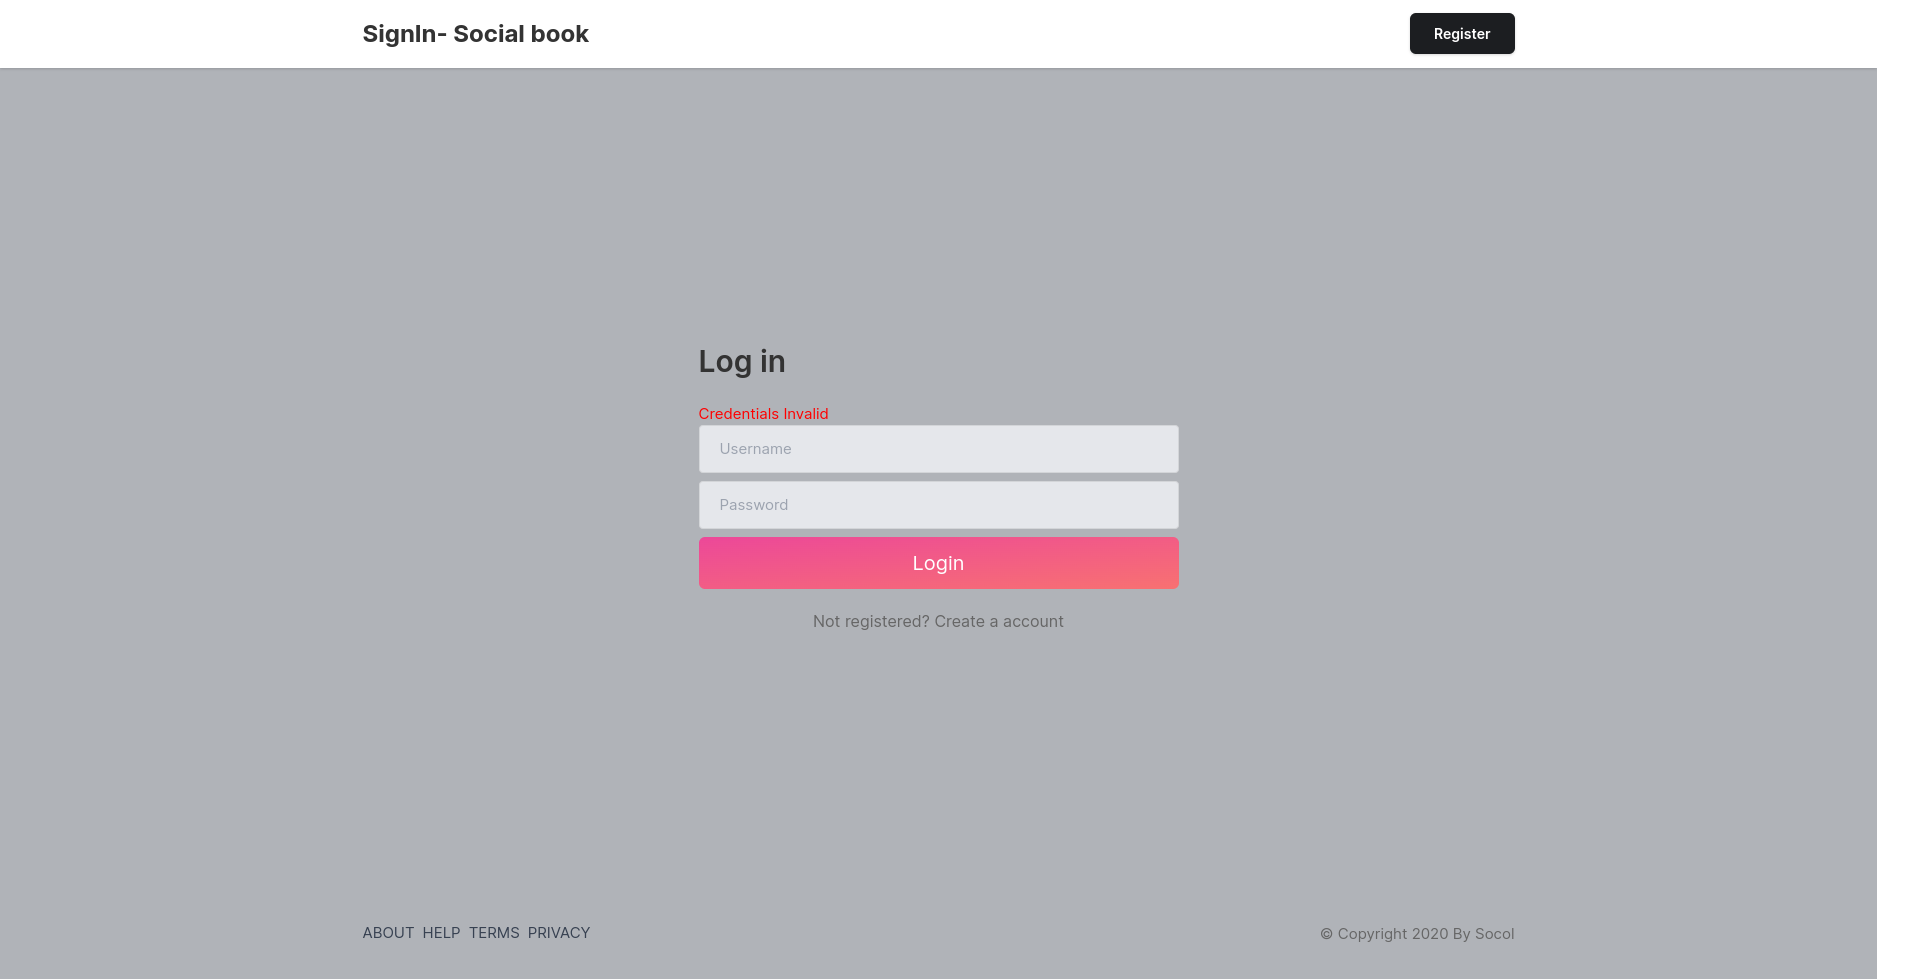 SignIn- Social book
Register
Log in
Credentials Invalid
Username
Password
Login
Not registered? Create a account
ABOUT HELP TERMS PRIVACY
© Copyright 2020 By Socol